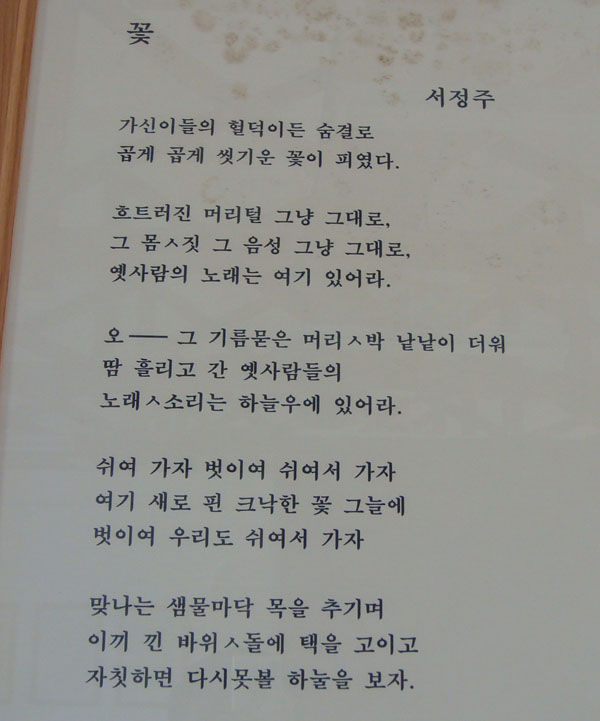 꽃
서정주
가신이들의 헐덕이든 숨결로
곱게 곱게 씻기운 꽃이 피였다.
흐트러진 머리털 그냥 그대로,
그 몸ㅅ짓 그 음성 그냥 그대로,
옛사람의 노래는 여기 있어라.
오── 그 기름묻은 머리ㅅ박 낱낱이 더워
땀 흘리고 간 옛사람들의
노래ㅅ소리는 하늘우에 있어라.
쉬여 가자 벗이여 쉬여서 가자
여기 새로 핀 크낙한 꽃 그늘에
벗이여 우리도 쉬여서 가자
맞나는 샘물마닥 목을 추기며
이끼 낀 바위ㅅ돌에 택을 고이고
자칫하면 다시못볼 하눌을 보자.